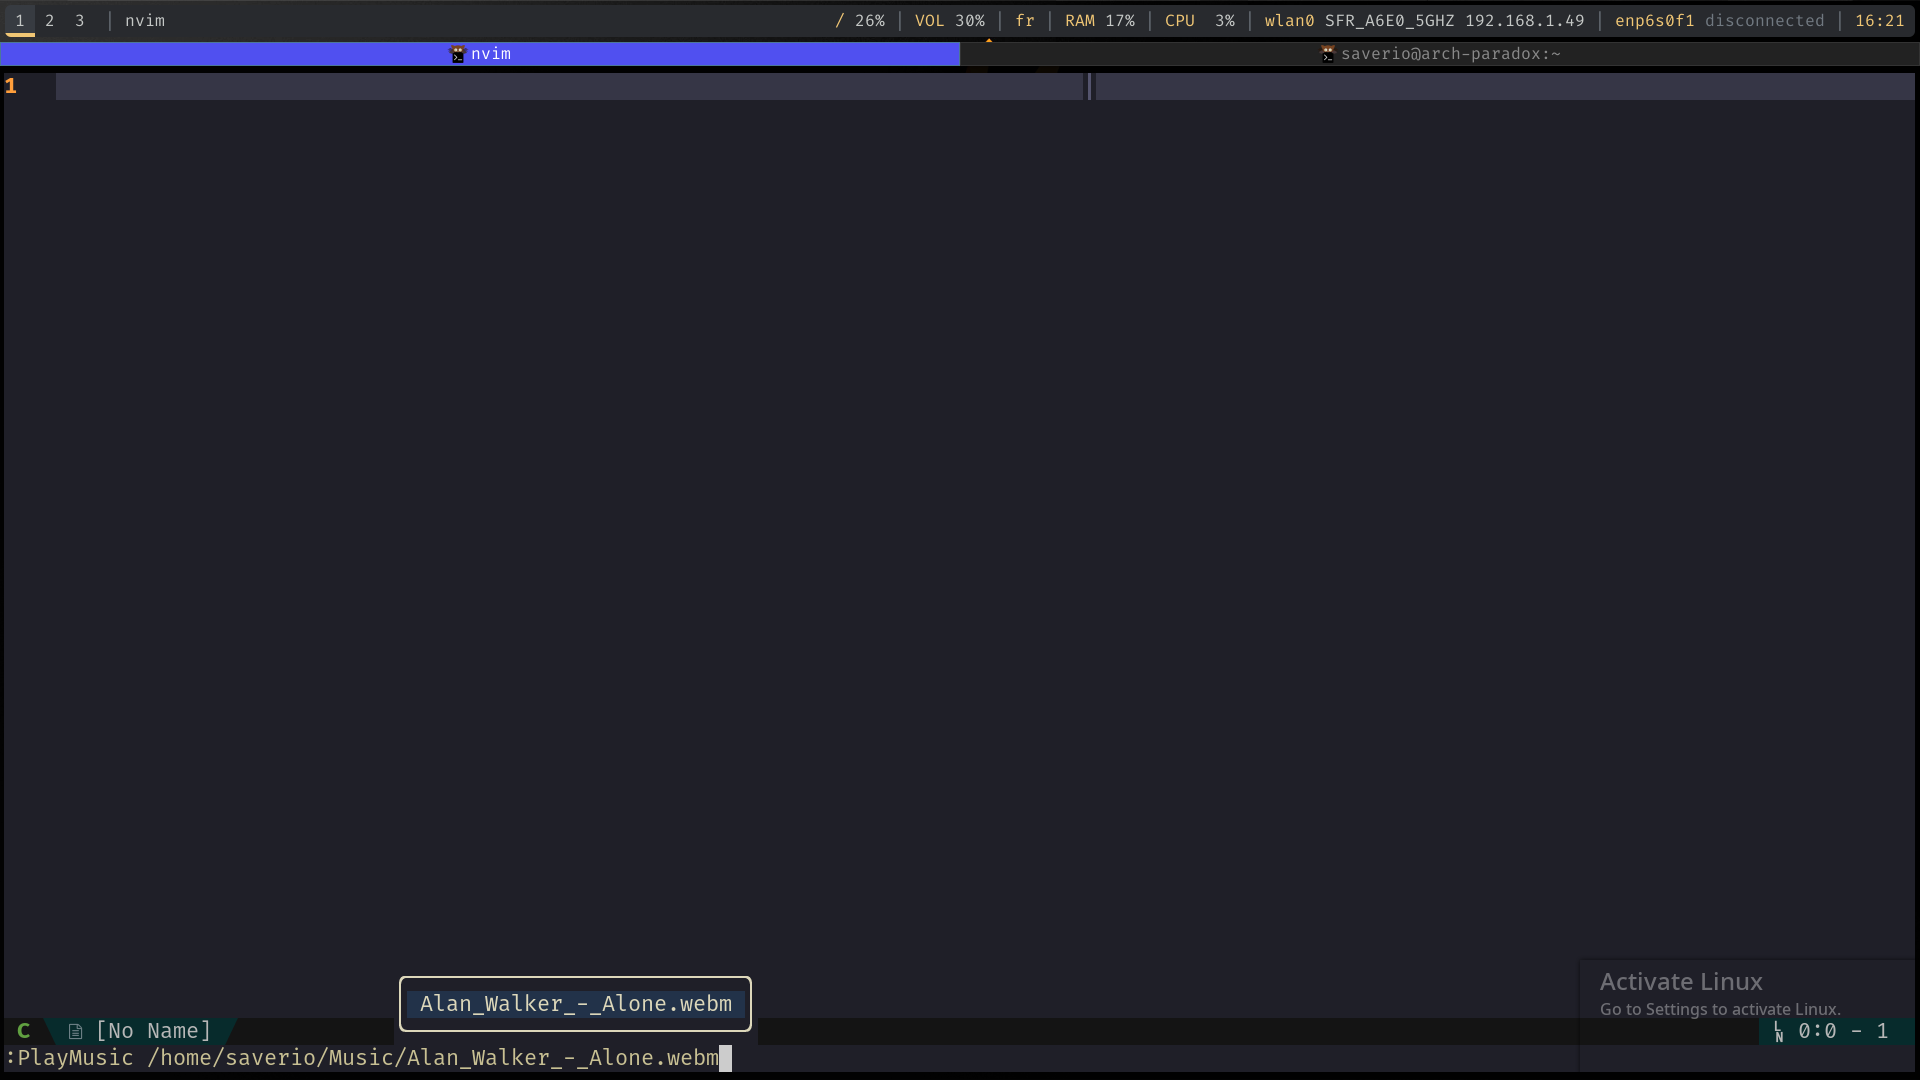 1 2 3 | nvim / 26% | VOL 30% | fr | RAM 17% | CPU 3% | wlan0 SFR_A6E0_5GHZ 192.168.1.49 | enp6s0f1 disconnected | 16:21
nvim saverio@arch-paradox:~
1
Activate Linux
Go to Settings to activate Linux.
Alan_Walker_-_Alone.webm
C [No Name] LN 0:0 - 1
:PlayMusic /home/saverio/Music/Alan_Walker_-_Alone.webm